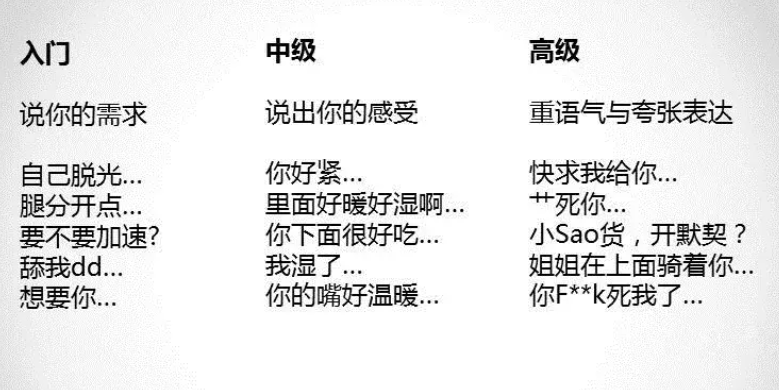 入门
说你的需求
自己脱光...
腿分开点...
要不要加速?
舔我dd...
想要你...
中级
说出你的感受
你好紧...
里面好暖好湿啊...
你下面很好吃...
我湿了...
你的嘴好温暖...
高级
重语气与夸张表达
快求我给你...
艹死你...
小Sao货，开默契？
姐姐在上面骑着你...
你F**k死我了...